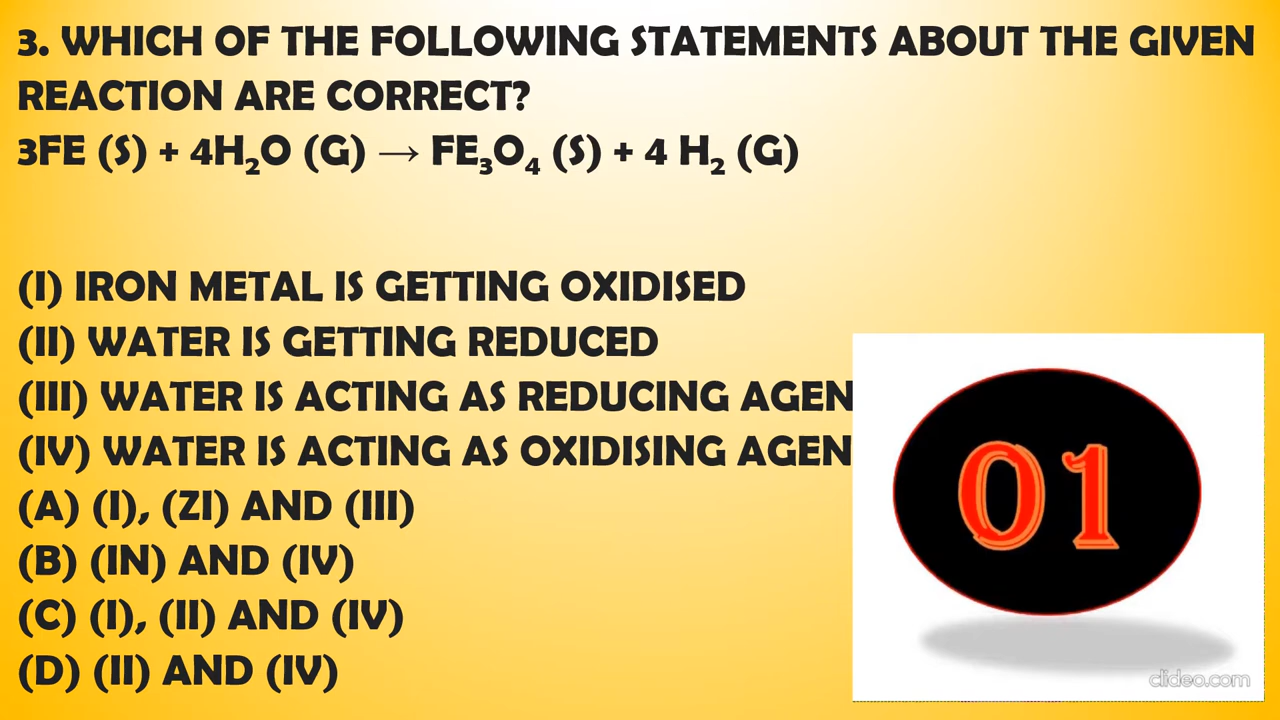 3. WHICH OF THE FOLLOWING STATEMENTS ABOUT THE GIVEN
REACTION ARE CORRECT?
3FE (S) + 4H₂O (G) → FE₃O₄ (S) + 4 H₂ (G)
(I) IRON METAL IS GETTING OXIDISED
(II) WATER IS GETTING REDUCED
(III) WATER IS ACTING AS REDUCING AGEN
(IV) WATER IS ACTING AS OXIDISING AGEN
(A) (I), (ZI) AND (III)
(B) (IN) AND (IV)
(C) (I), (II) AND (IV)
(D) (II) AND (IV)
01
clideo.com